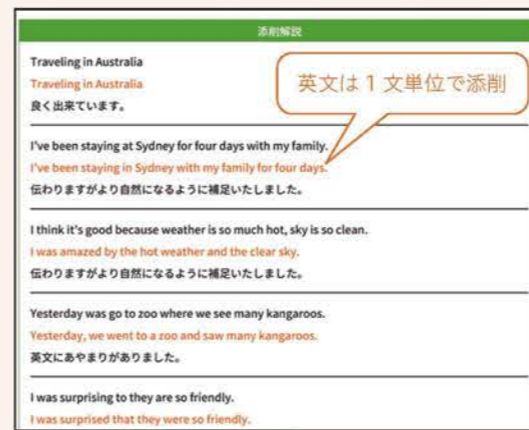 添削解説
Traveling in Australia
Traveling in Australia
良く出来ています。
英文は1文単位で添削
I've been staying at Sydney for four days with my family.
I've been staying in Sydney with my family for four days.
伝わりますがより自然になるように補足いたしました。
I think it's good because weather is so much hot, sky is so clean.
I was amazed by the hot weather and the clear sky.
伝わりますがより自然になるように補足いたしました。
Yesterday was go to zoo where we see many kangaroos.
Yesterday, we went to a zoo and saw many kangaroos.
英文にあやまりがありました。
I was surprising to they are so friendly.
I was surprised that they were so friendly.